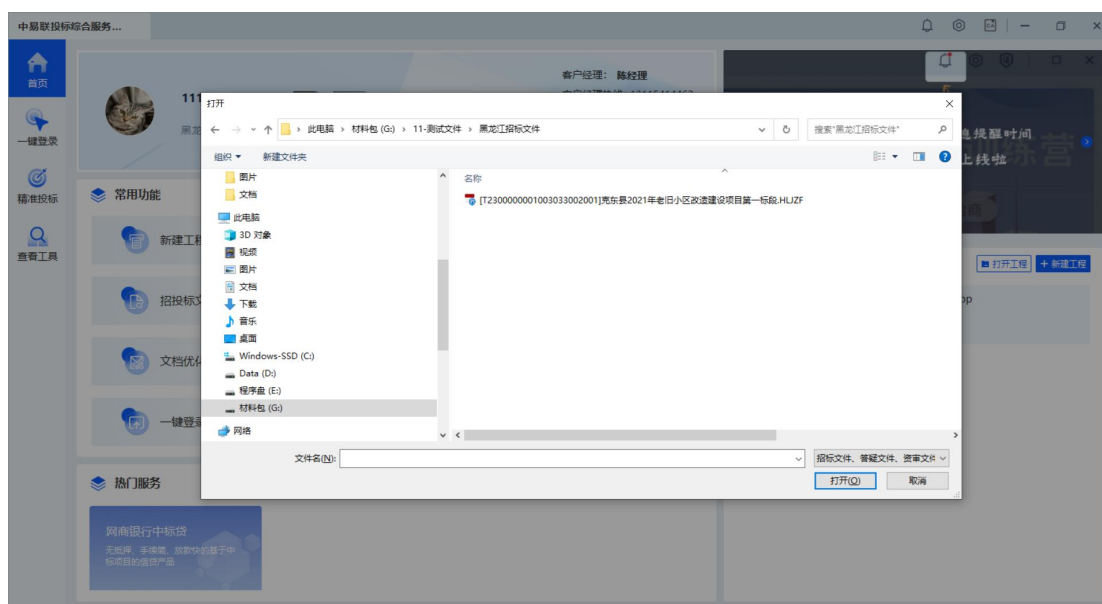 中易联投标综合服务...
首页
一键登录
精准投标
查看工具
客户经理： 陈经理
111
黑龙
常用功能
新建工程
招投标文
文档优化
一键登录
打开工程
+ 新建工程
热门服务
网商银行中标贷
无抵押、手续简、放款快的基于中
标项目的信贷产品
息提醒时间
上线啦
打开
此电脑 › 材料包 (G:) › 11-测试文件 › 黑龙江招标文件
搜索"黑龙江招标文件"
组织
新建文件夹
图片
文档
此电脑
3D 对象
视频
图片
文档
下载
音乐
桌面
Windows-SSD (C:)
Data (D:)
程序盘 (E:)
材料包 (G:)
网络
名称
[T2300000001003033002001]克东县2021年老旧小区改造建设项目第一标段.HLJZF
文件名(N):
招标文件、答疑文件、资审文件
打开(O)
取消